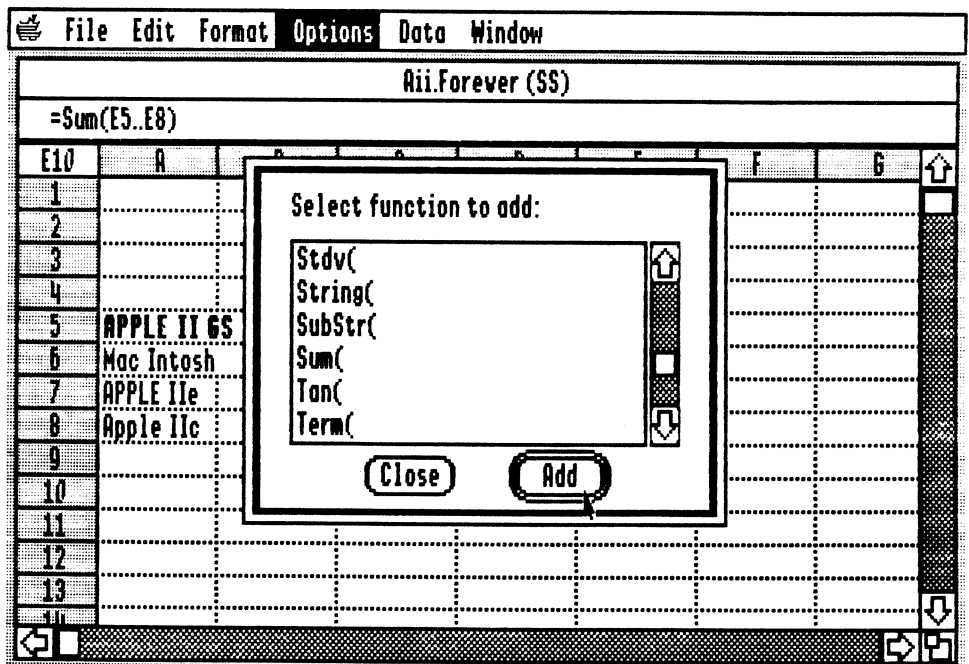 File Edit Format Options Data Window
Aii.Forever (SS)
=Sum(E5..E8)
E10 A F G
1
2
3
4
5 APPLE II GS
6 Mac Intosh
7 APPLE IIe
8 Apple IIc
9
10
11
12
13
Select function to add:
Stdv(
String(
SubStr(
Sum(
Tan(
Term(
Close Add